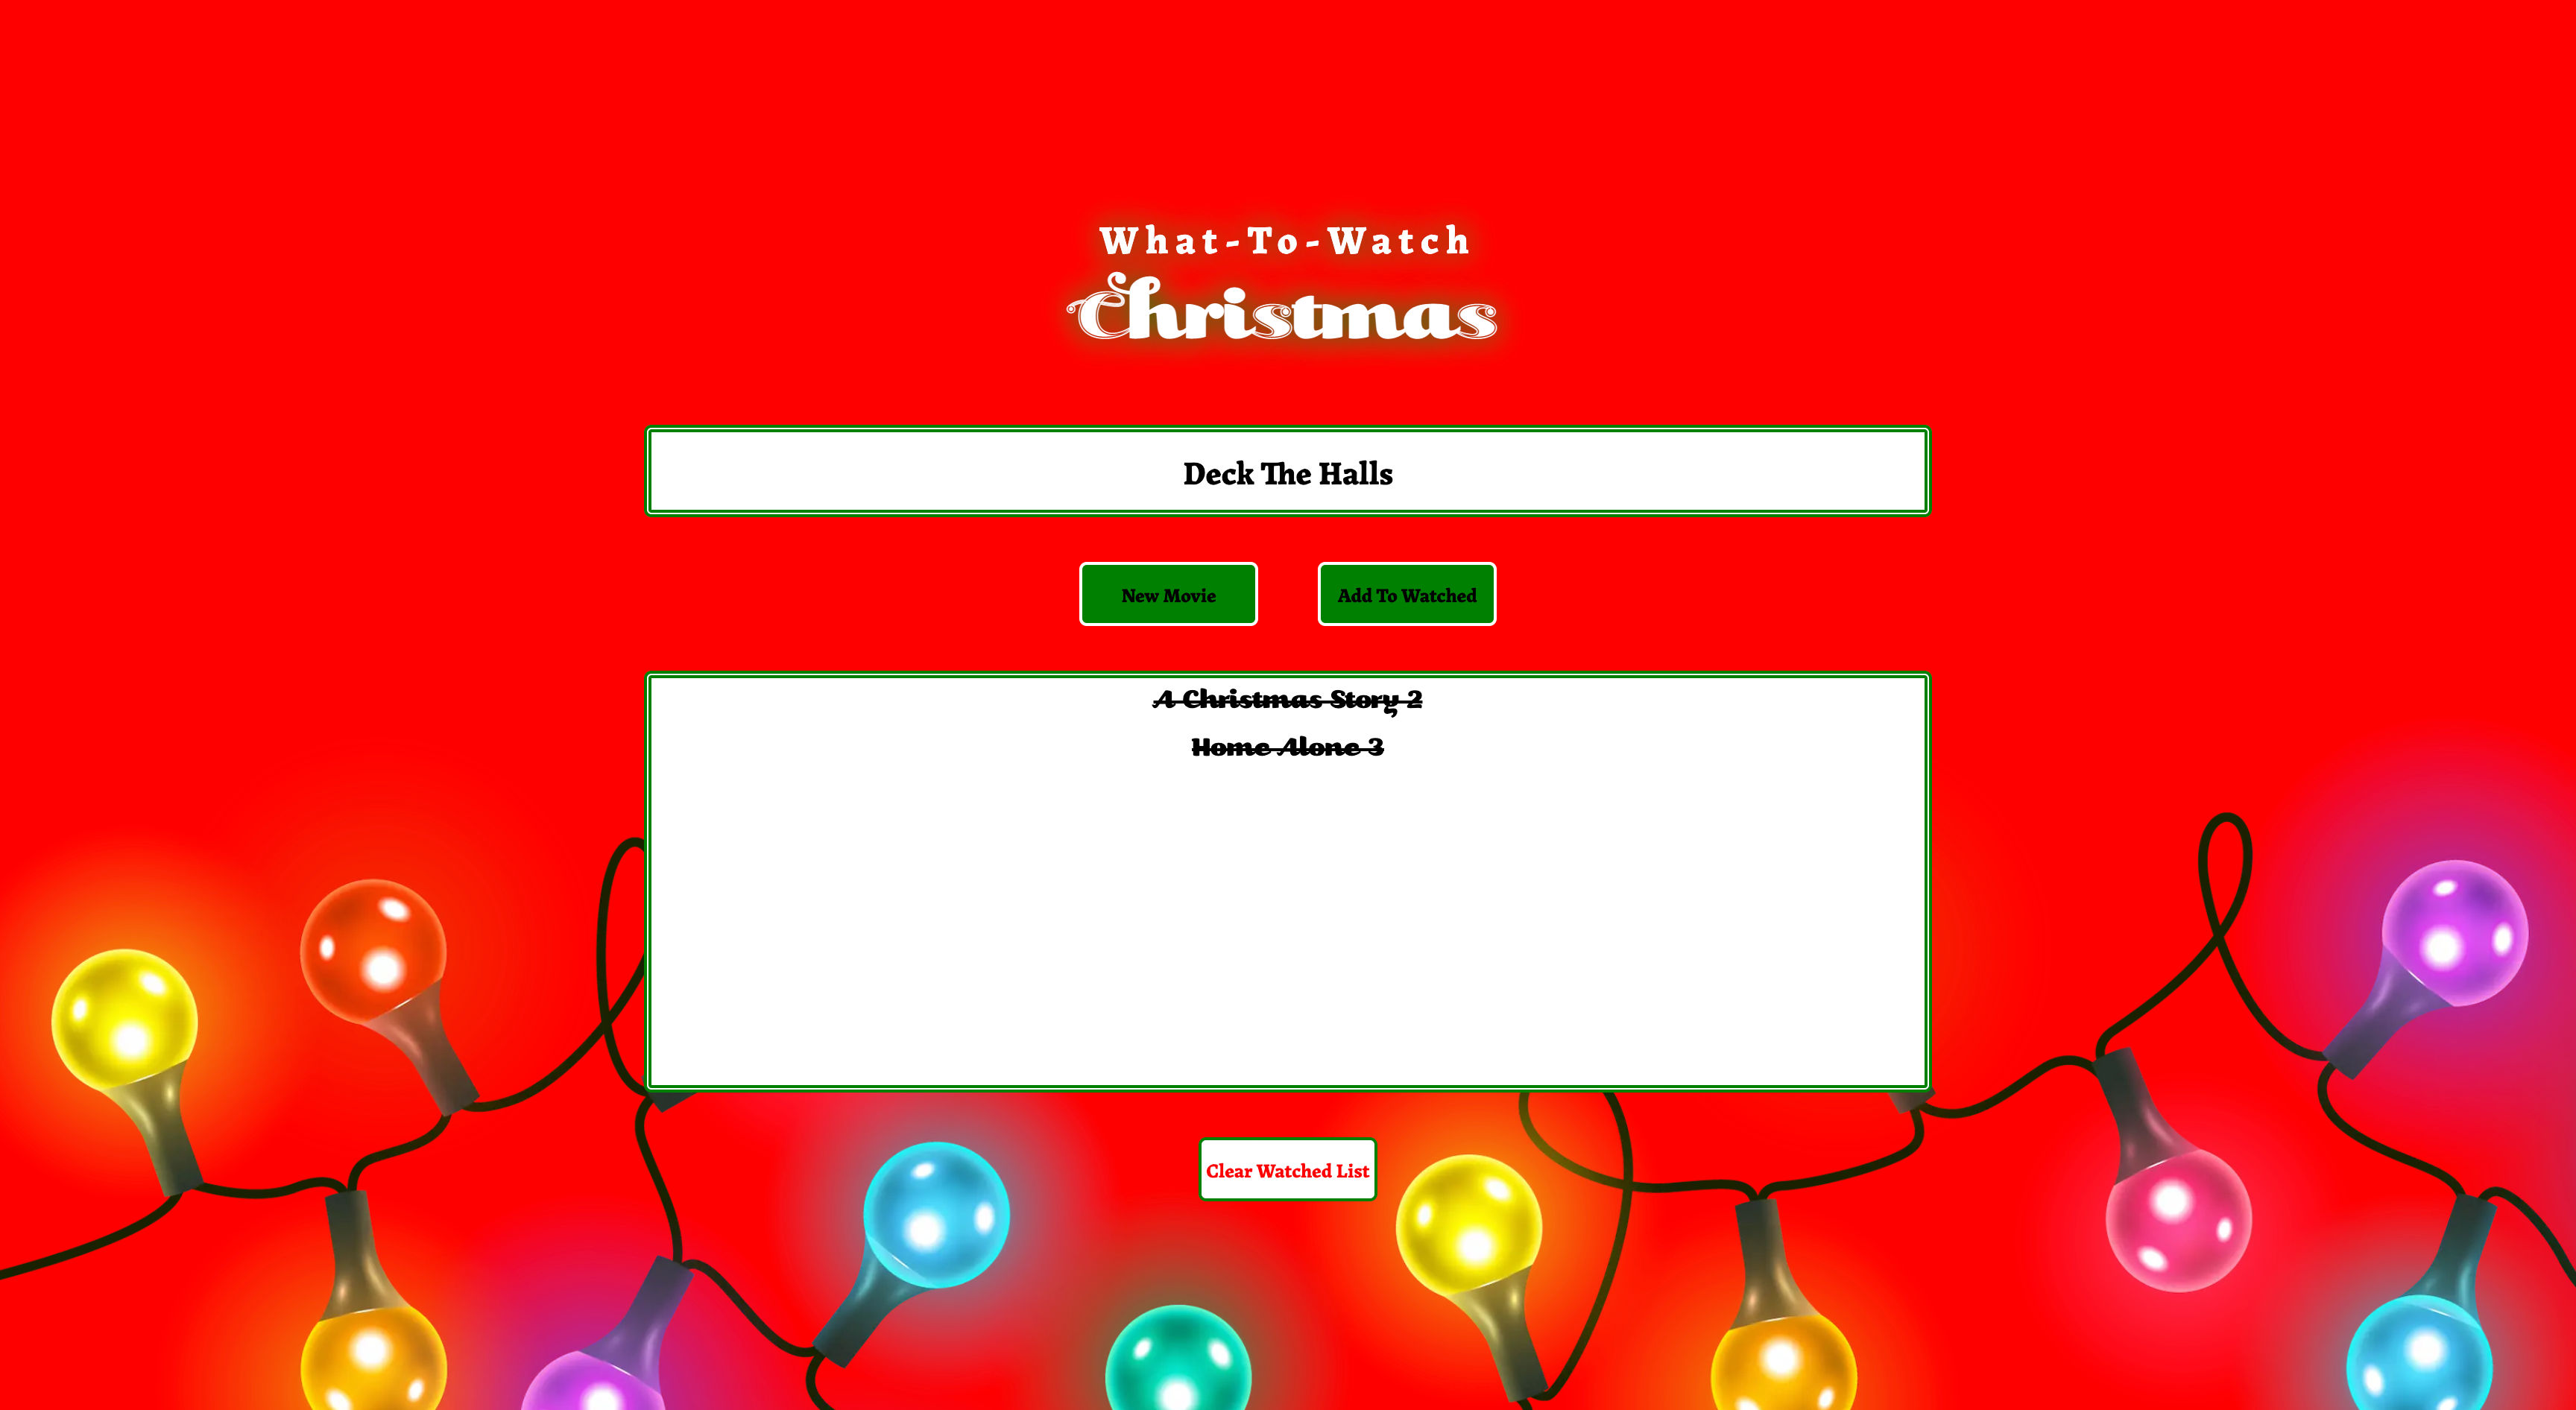 What-To-Watch
Christmas
Deck The Halls
New Movie
Add To Watched
A Christmas Story 2
Home Alone 3
Clear Watched List